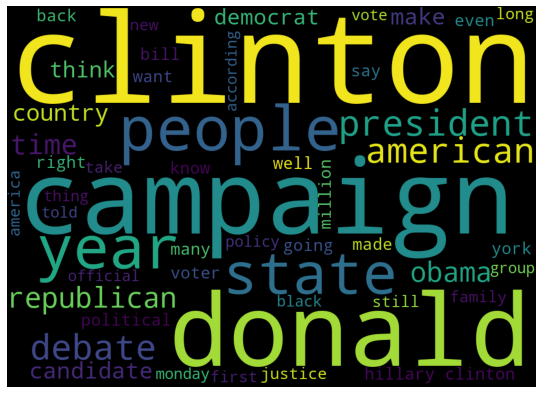 back new democrat vote make even long
clinton
think bill want according say
country people president
time american
right take know well
america campaign million
thing
told
year many policy going made york
official voter state obama group
republican black still family
political donald
debate
candidate monday first justice hillary clinton